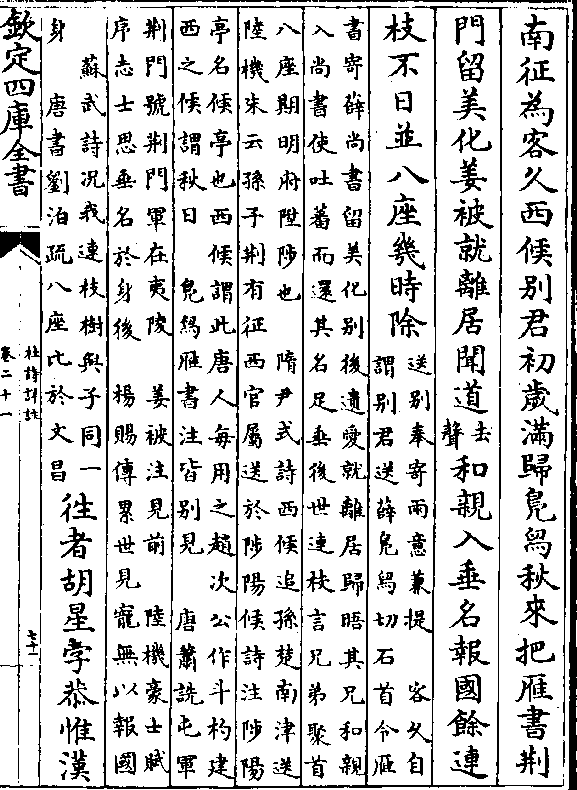 南征為客久西候別君初歲滿歸鳧舄秋來把雁書荆
門留美化姜被就離居聞道去聲和親入垂名報國餘連
枝不日並八座幾時除
送別奉寄兩意兼提 容久自
謂別君送薛鳧舄切石首令雁
書寄薛尚書留美化別後遺愛就離居歸晤其兄和親
入尚書使吐蕃而還其名足垂後世連枝言兄弟聚首
八座期明府陞陟也 隋尹式詩西候追孫楚南津送
陸機朱云孫子荆有征西官屬送於陟陽候詩注陟陽
亭名候亭也西候謂此唐人每用之趙次公作斗杓建
西之候謂秋日 鳧舄雁書注皆別見 唐蕭詵屯軍
荆門號荆門軍在夷陵 姜被注見前 陸機豪士賦
序志士思垂名於身後 楊賜傳累世見寵無以報國
蘇武詩况我連枝樹與子同一
身 唐書劉洎疏八座比於文昌
往者胡星孛恭惟漢
欽定四庫全書
杜詩詳註
卷二十一
七十一